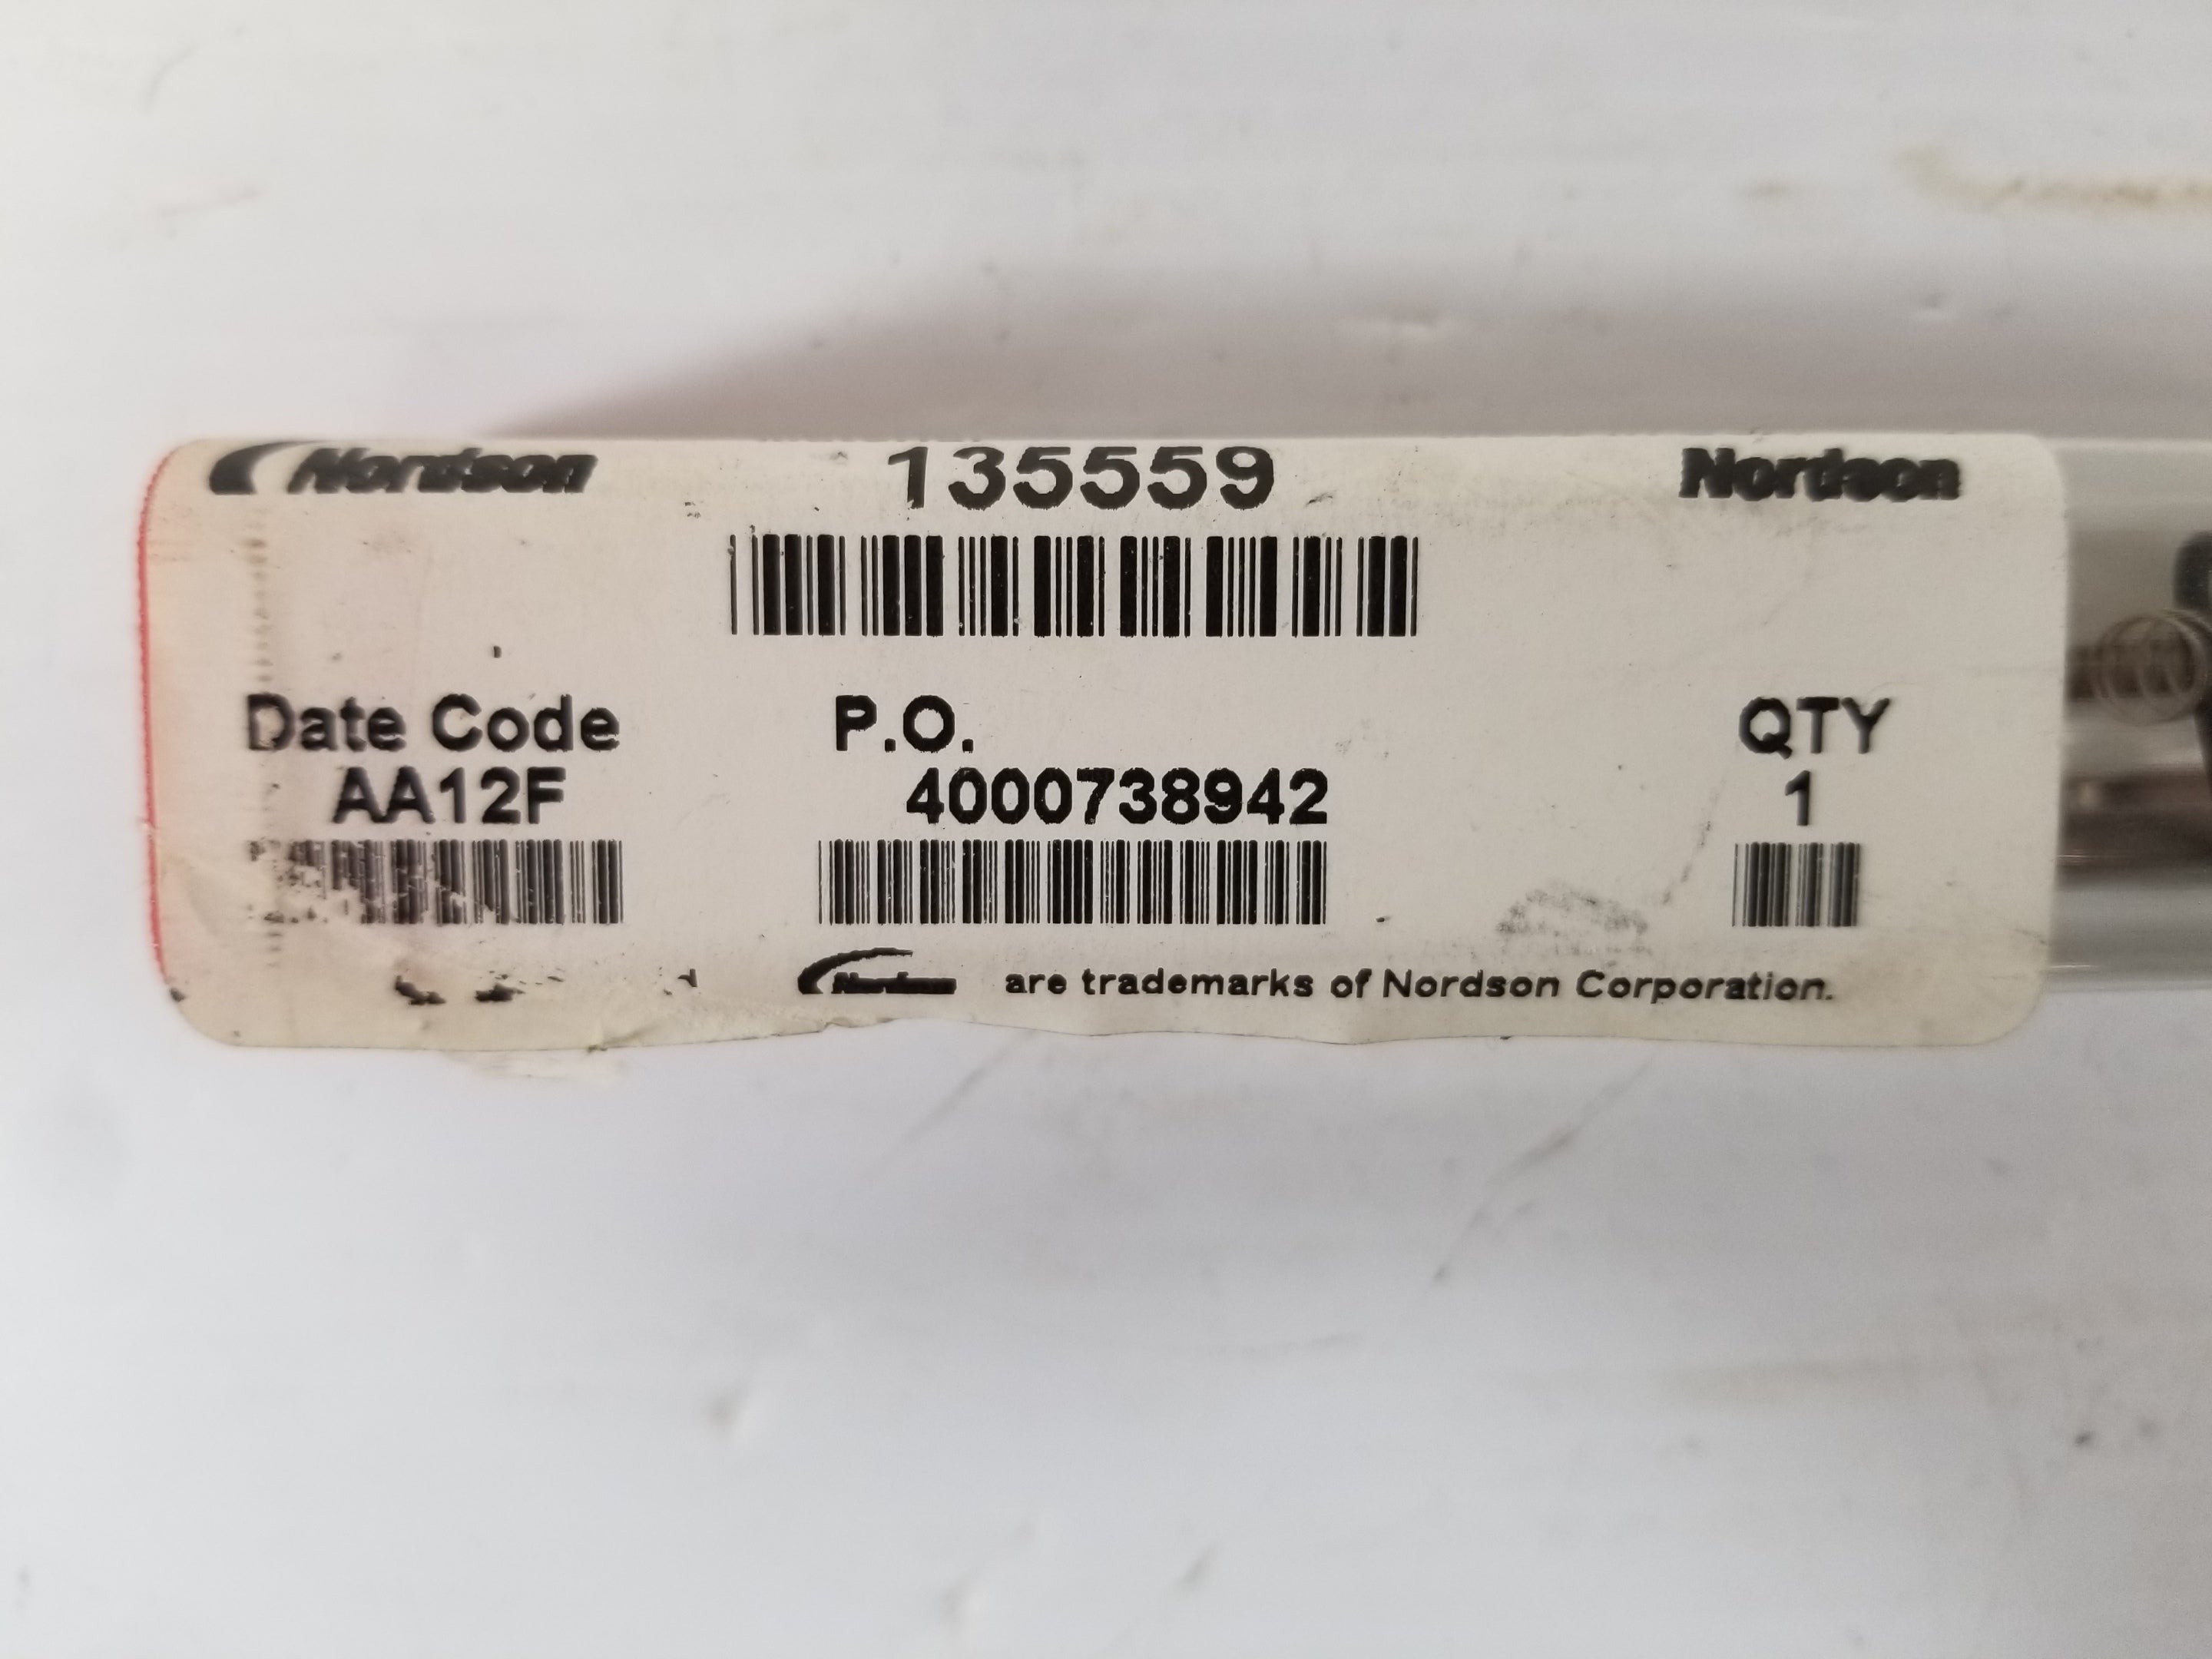 Nordson 135559 Nordson
Date Code P.O. QTY
AA12F 4000738942 1
Nordson are trademarks of Nordson Corporation.